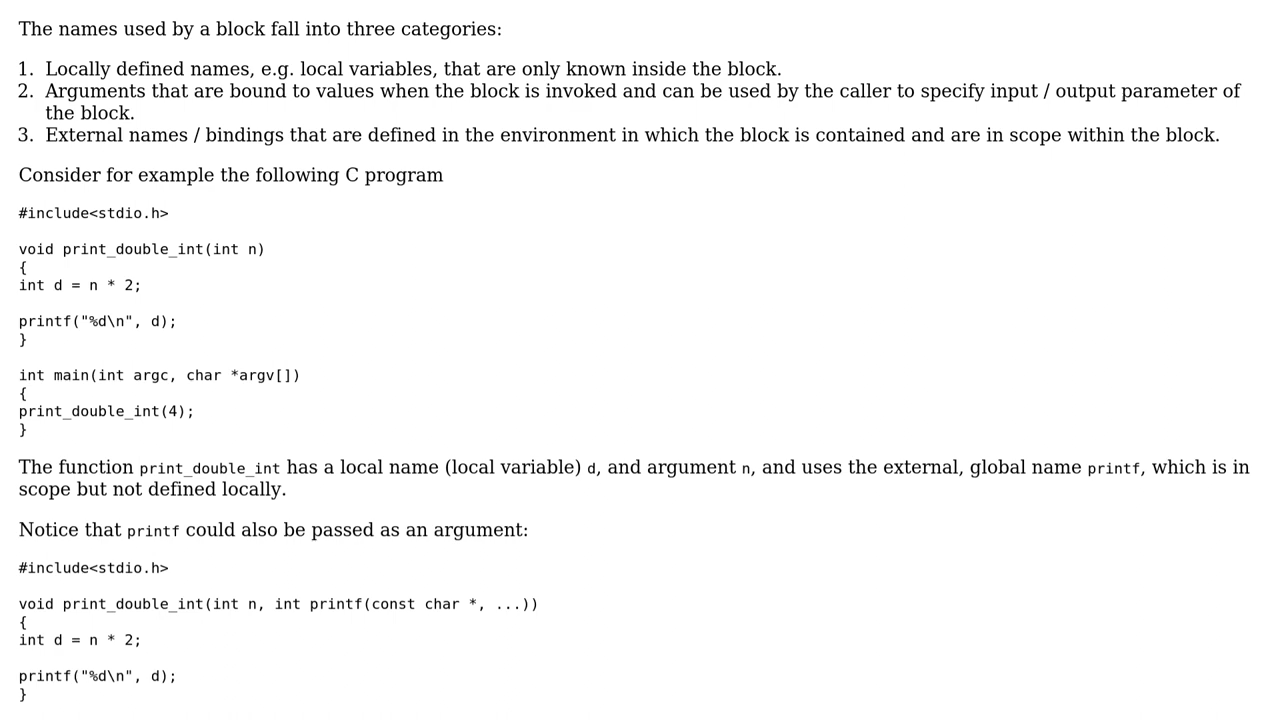 The names used by a block fall into three categories:
1. Locally defined names, e.g. local variables, that are only known inside the block.
2. Arguments that are bound to values when the block is invoked and can be used by the caller to specify input / output parameter of
the block.
3. External names / bindings that are defined in the environment in which the block is contained and are in scope within the block.
Consider for example the following C program
#include<stdio.h>
void print_double_int(int n)
{
int d = n * 2;
printf("%d\n", d);
}
int main(int argc, char *argv[])
{
print_double_int(4);
}
The function print_double_int has a local name (local variable) d, and argument n, and uses the external, global name printf, which is in
scope but not defined locally.
Notice that printf could also be passed as an argument:
#include<stdio.h>
void print_double_int(int n, int printf(const char *, ...))
{
int d = n * 2;
printf("%d\n", d);
}